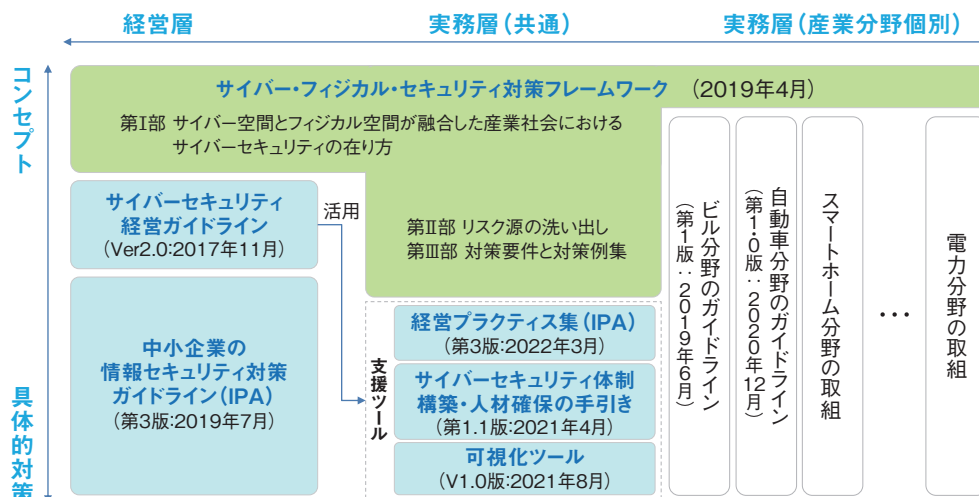 経営層
実務層(共通)
実務層(産業分野個別)
コンセプト
具体的対策
サイバー・フィジカル・セキュリティ対策フレームワーク (2019年4月)
第Ⅰ部 サイバー空間とフィジカル空間が融合した産業社会における
サイバーセキュリティの在り方
第Ⅱ部 リスク源の洗い出し
第Ⅲ部 対策要件と対策例集
サイバーセキュリティ
経営ガイドライン
(Ver2.0:2017年11月)
活用
中小企業の
情報セキュリティ対策
ガイドライン(IPA)
(第3版:2019年7月)
支援ツール
経営プラクティス集(IPA)
(第3版:2022年3月)
サイバーセキュリティ体制
構築・人材確保の手引き
(第1.1版:2021年4月)
可視化ツール
(V1.0版:2021年8月)
ビル分野のガイドライン
(第1版:2019年6月)
自動車分野のガイドライン
(第1・0版:2020年12月)
スマートホーム分野の取組
・・・
電力分野の取組